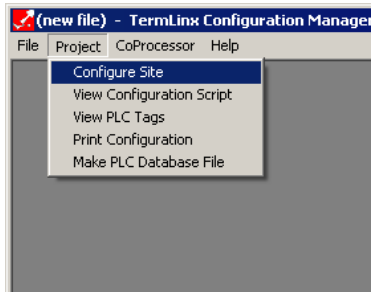 (new file) - TermLinx Configuration Manager
File Project CoProcessor Help
Configure Site
View Configuration Script
View PLC Tags
Print Configuration
Make PLC Database File